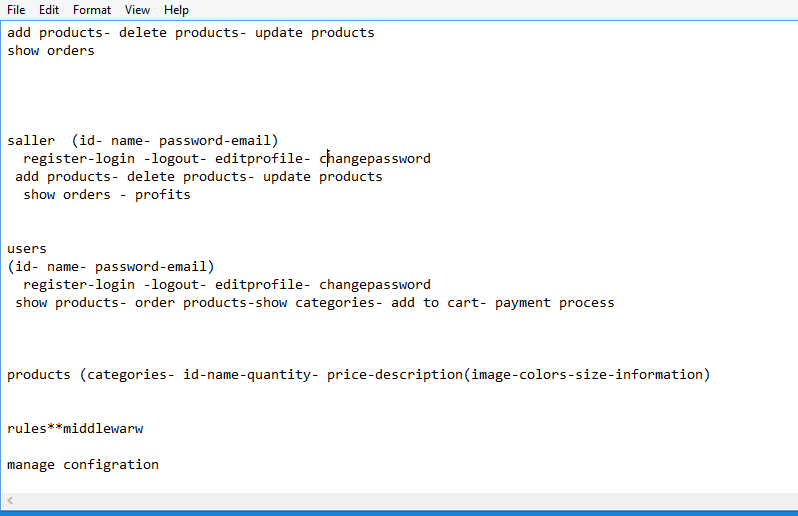 File Edit Format View Help
add products- delete products- update products
show orders
saller  (id- name- password-email)
  register-login -logout- editprofile- changepassword
 add products- delete products- update products
  show orders - profits
users
(id- name- password-email)
  register-login -logout- editprofile- changepassword
 show products- order products-show categories- add to cart- payment process
products (categories- id-name-quantity- price-description(image-colors-size-information)
rules**middlewarw
manage configration